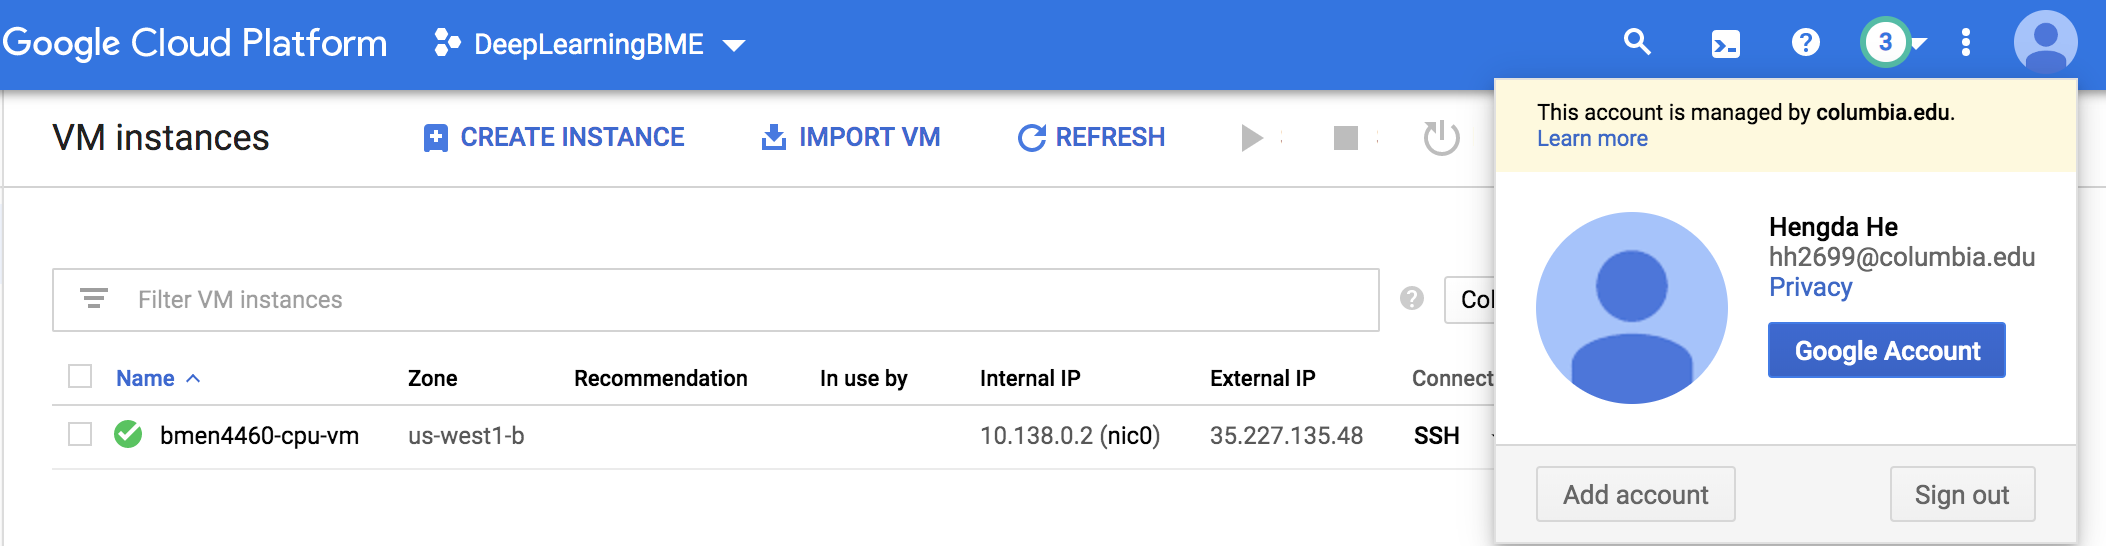 Google Cloud Platform DeepLearningBME 3
This account is managed by columbia.edu.
Learn more
VM instances CREATE INSTANCE IMPORT VM REFRESH
Hengda He
hh2699@columbia.edu
Privacy
Google Account
Add account Sign out
Filter VM instances
Name Zone Recommendation In use by Internal IP External IP Connect
bmen4460-cpu-vm us-west1-b 10.138.0.2 (nic0) 35.227.135.48 SSH